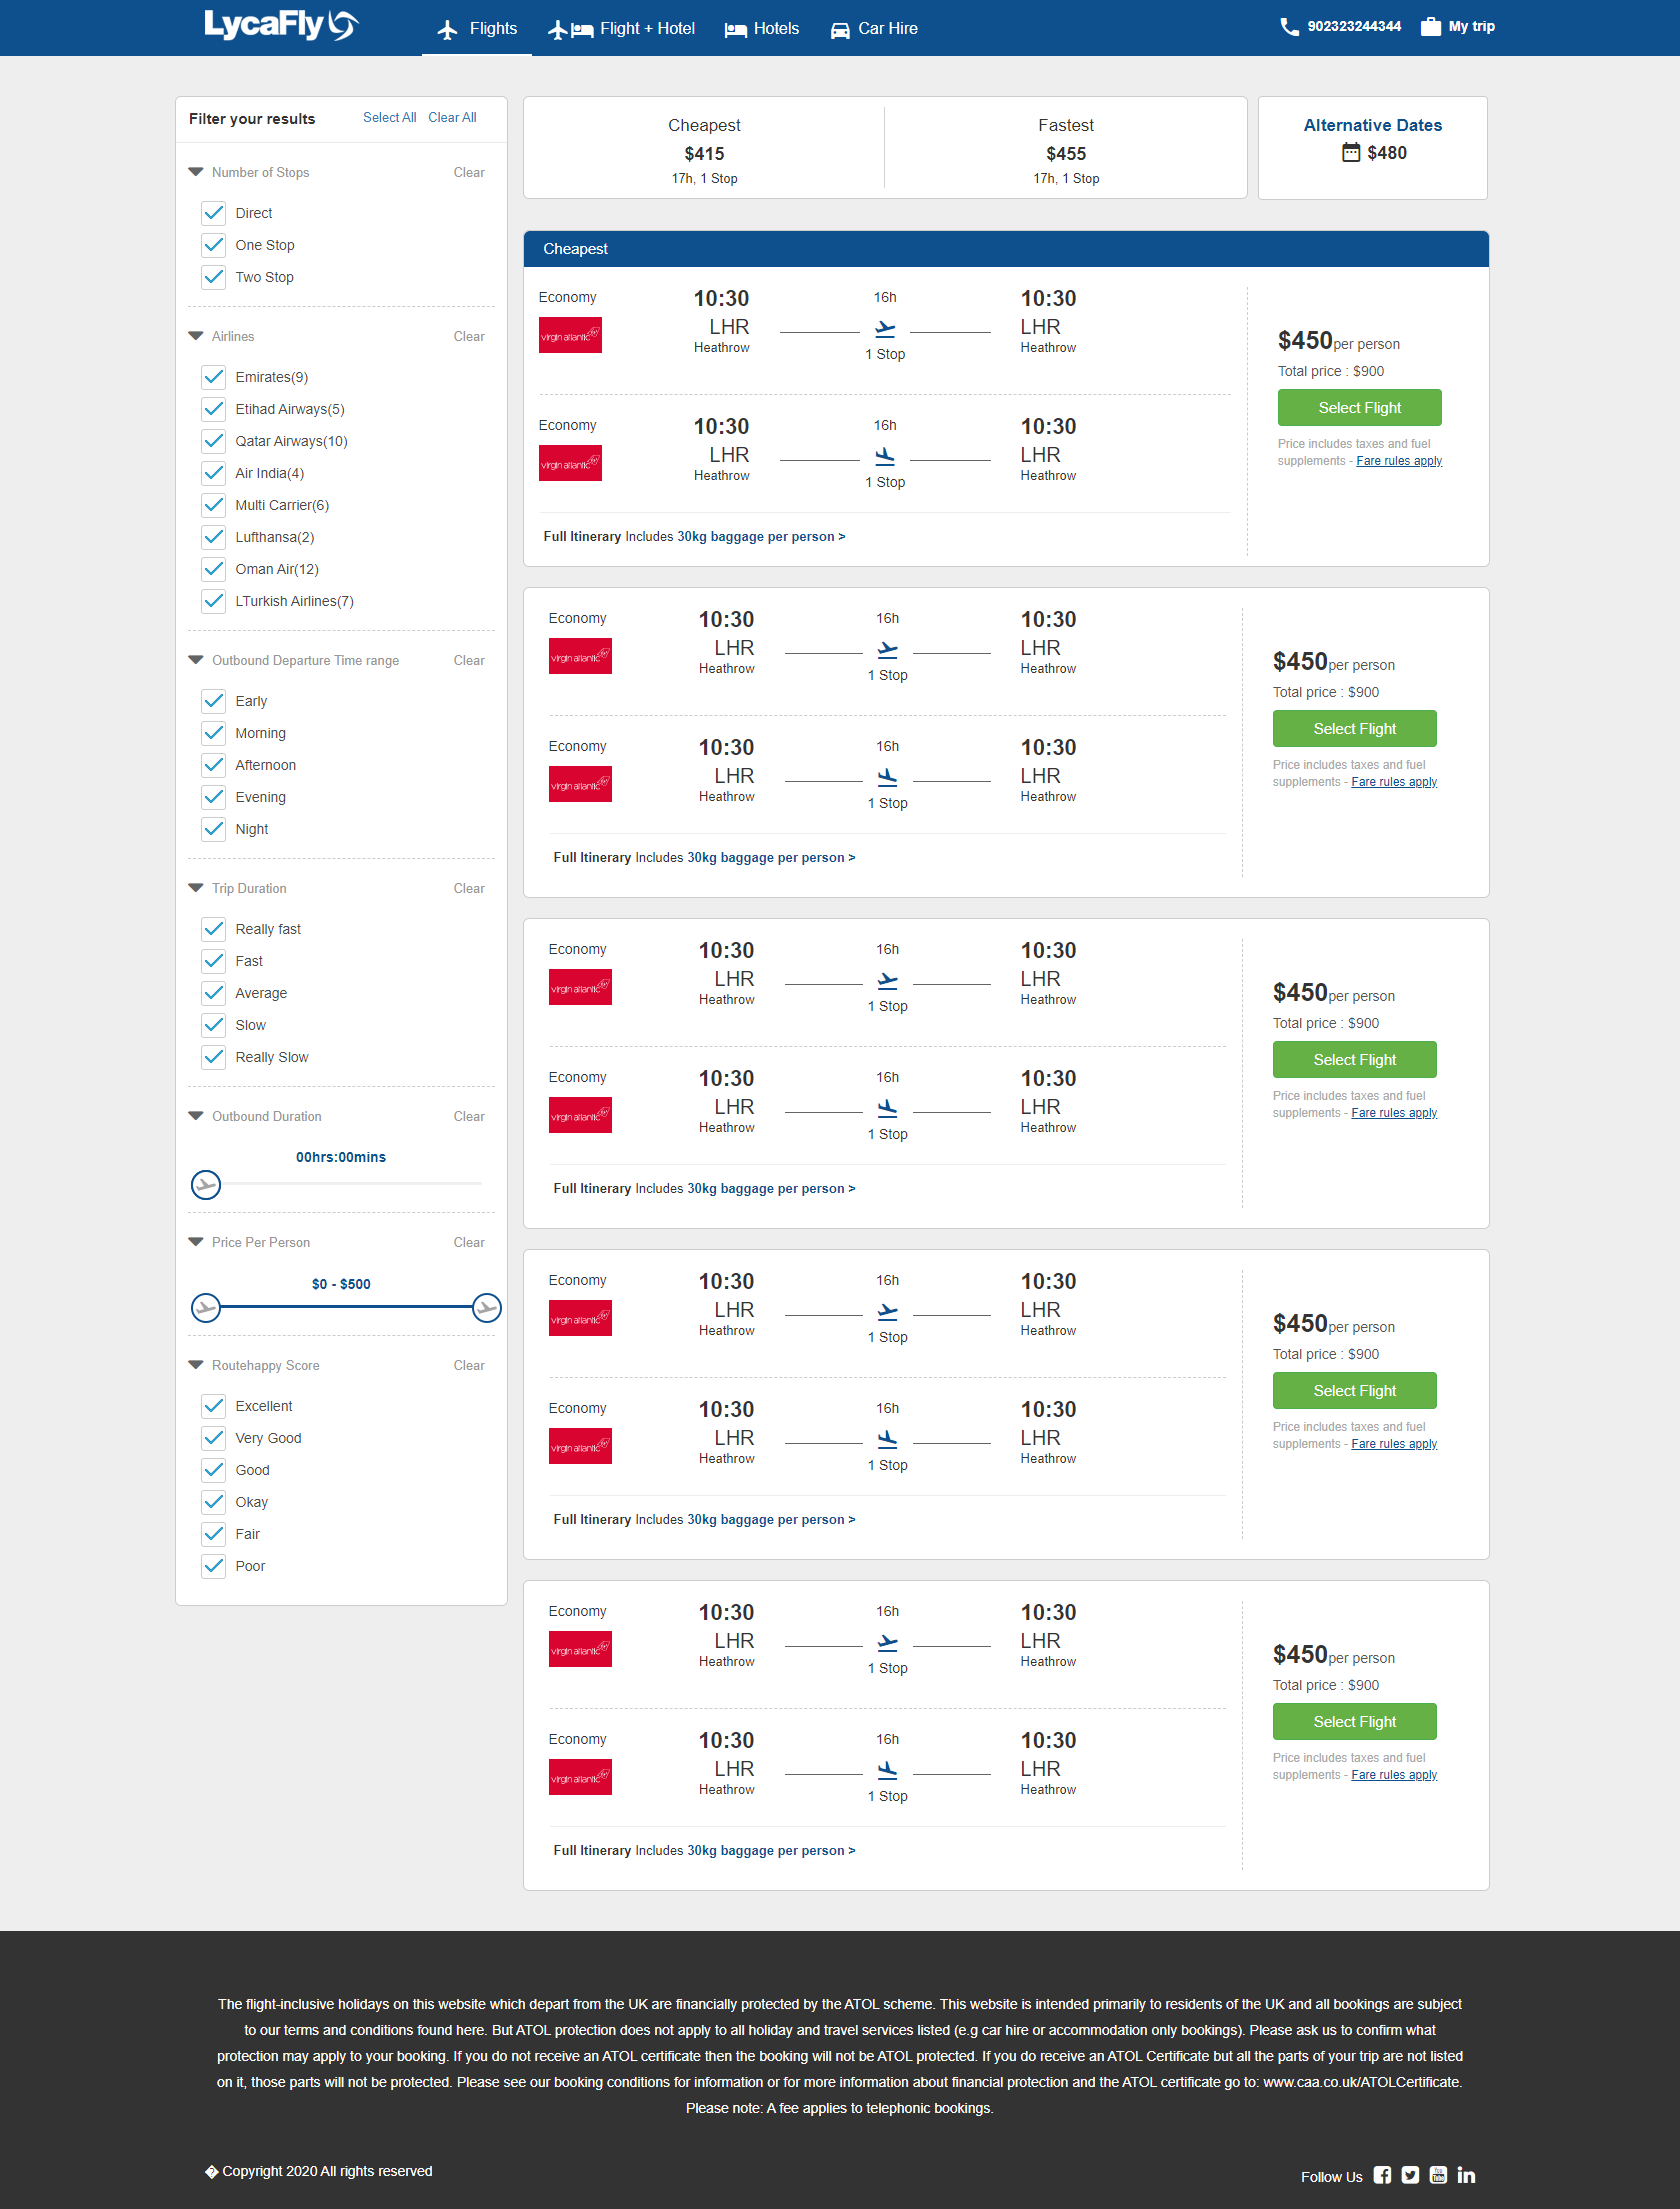 LycaFly
Flights
Flight + Hotel
Hotels
Car Hire
902323244344
My trip
Filter your results
Select All
Clear All
Number of Stops
Clear
Direct
One Stop
Two Stop
Airlines
Clear
Emirates(9)
Etihad Airways(5)
Qatar Airways(10)
Air India(4)
Multi Carrier(6)
Lufthansa(2)
Oman Air(12)
LTurkish Airlines(7)
Outbound Departure Time range
Clear
Early
Morning
Afternoon
Evening
Night
Trip Duration
Clear
Really fast
Fast
Average
Slow
Really Slow
Outbound Duration
Clear
00hrs:00mins
Price Per Person
Clear
$0 - $500
Routehappy Score
Clear
Excellent
Very Good
Good
Okay
Fair
Poor
Cheapest
$415
17h, 1 Stop
Fastest
$455
17h, 1 Stop
Alternative Dates
$480
Cheapest
Economy
virgin atlantic
10:30
LHR
Heathrow
16h
1 Stop
10:30
LHR
Heathrow
Economy
virgin atlantic
10:30
LHR
Heathrow
16h
1 Stop
10:30
LHR
Heathrow
Full Itinerary Includes 30kg baggage per person >
$450per person
Total price : $900
Select Flight
Price includes taxes and fuel
supplements - Fare rules apply
Economy
virgin atlantic
10:30
LHR
Heathrow
16h
1 Stop
10:30
LHR
Heathrow
Economy
virgin atlantic
10:30
LHR
Heathrow
16h
1 Stop
10:30
LHR
Heathrow
Full Itinerary Includes 30kg baggage per person >
$450per person
Total price : $900
Select Flight
Price includes taxes and fuel
supplements - Fare rules apply
Economy
virgin atlantic
10:30
LHR
Heathrow
16h
1 Stop
10:30
LHR
Heathrow
Economy
virgin atlantic
10:30
LHR
Heathrow
16h
1 Stop
10:30
LHR
Heathrow
Full Itinerary Includes 30kg baggage per person >
$450per person
Total price : $900
Select Flight
Price includes taxes and fuel
supplements - Fare rules apply
Economy
virgin atlantic
10:30
LHR
Heathrow
16h
1 Stop
10:30
LHR
Heathrow
Economy
virgin atlantic
10:30
LHR
Heathrow
16h
1 Stop
10:30
LHR
Heathrow
Full Itinerary Includes 30kg baggage per person >
$450per person
Total price : $900
Select Flight
Price includes taxes and fuel
supplements - Fare rules apply
Economy
virgin atlantic
10:30
LHR
Heathrow
16h
1 Stop
10:30
LHR
Heathrow
Economy
virgin atlantic
10:30
LHR
Heathrow
16h
1 Stop
10:30
LHR
Heathrow
Full Itinerary Includes 30kg baggage per person >
$450per person
Total price : $900
Select Flight
Price includes taxes and fuel
supplements - Fare rules apply
The flight-inclusive holidays on this website which depart from the UK are financially protected by the ATOL scheme. This website is intended primarily to residents of the UK and all bookings are subject
to our terms and conditions found here. But ATOL protection does not apply to all holiday and travel services listed (e.g car hire or accommodation only bookings). Please ask us to confirm what
protection may apply to your booking. If you do not receive an ATOL certificate then the booking will not be ATOL protected. If you do receive an ATOL Certificate but all the parts of your trip are not listed
on it, those parts will not be protected. Please see our booking conditions for information or for more information about financial protection and the ATOL certificate go to: www.caa.co.uk/ATOLCertificate.
Please note: A fee applies to telephonic bookings.
� Copyright 2020 All rights reserved
Follow Us